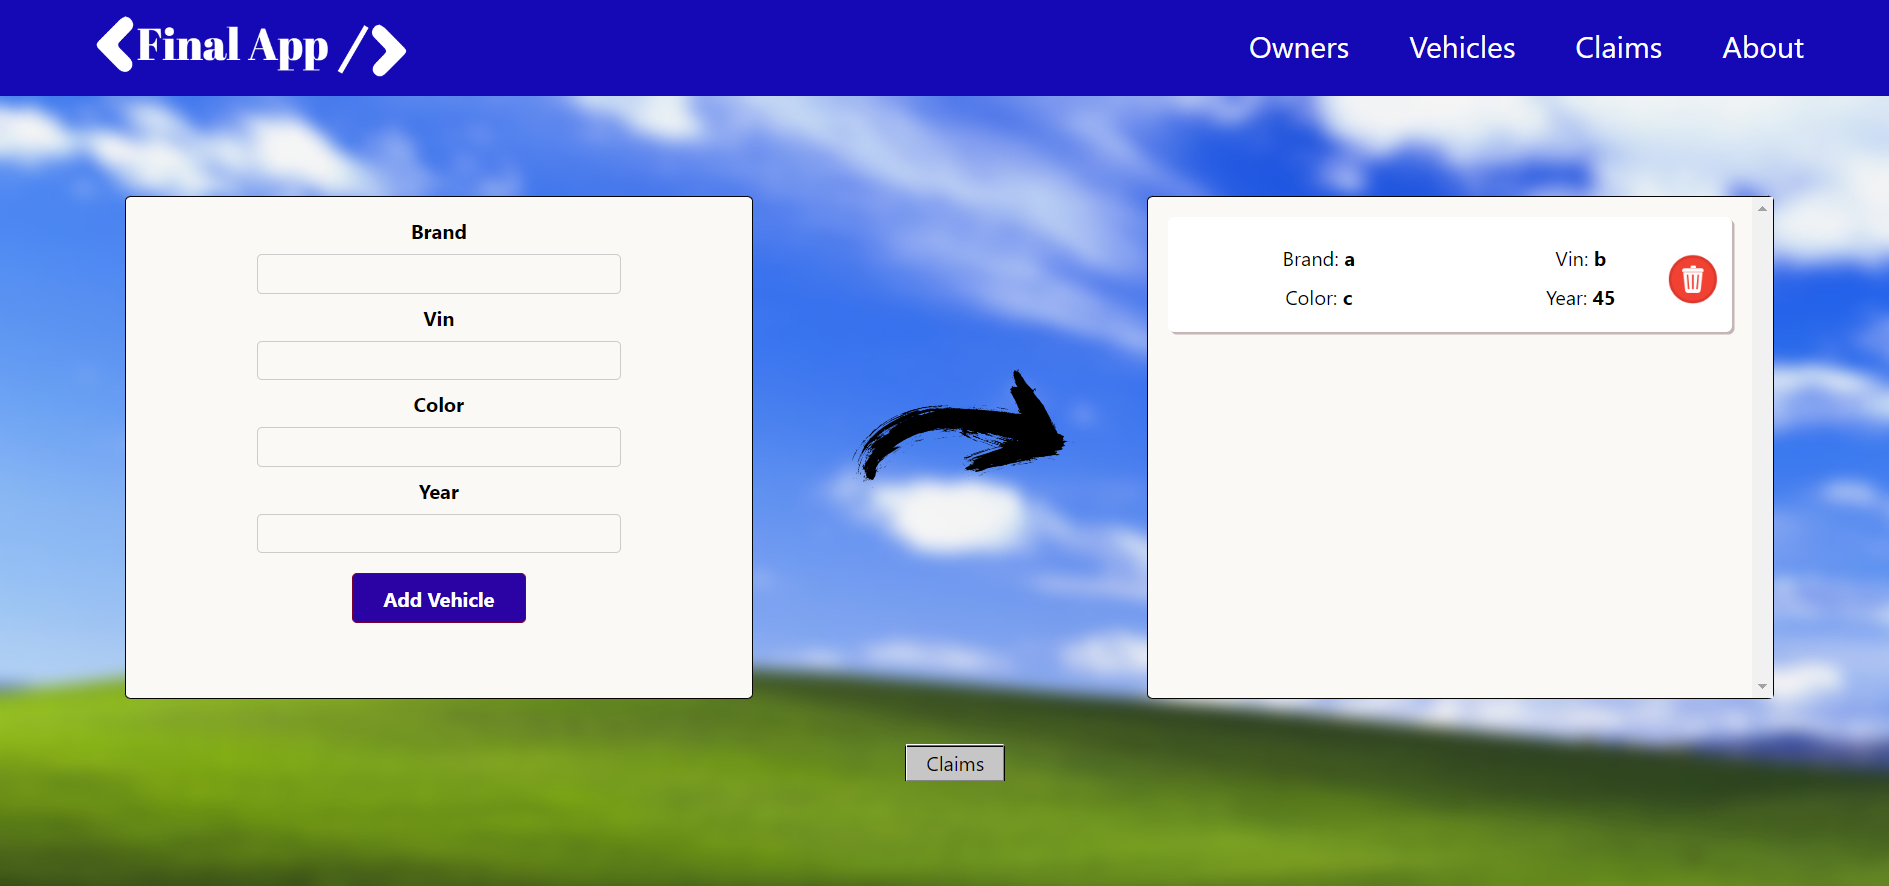 Final App />
Owners Vehicles Claims About
Brand
Vin
Color
Year
Add Vehicle
Brand: a Vin: b
Color: c Year: 45
Claims